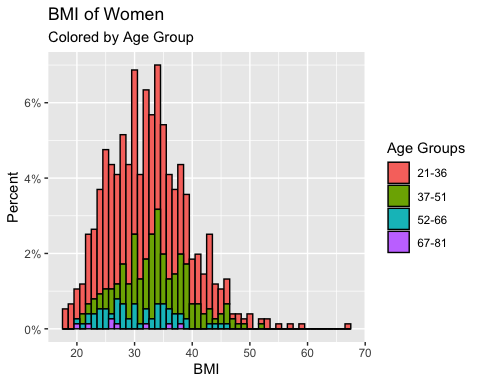 BMI of Women
Colored by Age Group
6%
4%
2%
0%
Percent
20 30 40 50 60 70
BMI
Age Groups
21-36
37-51
52-66
67-81